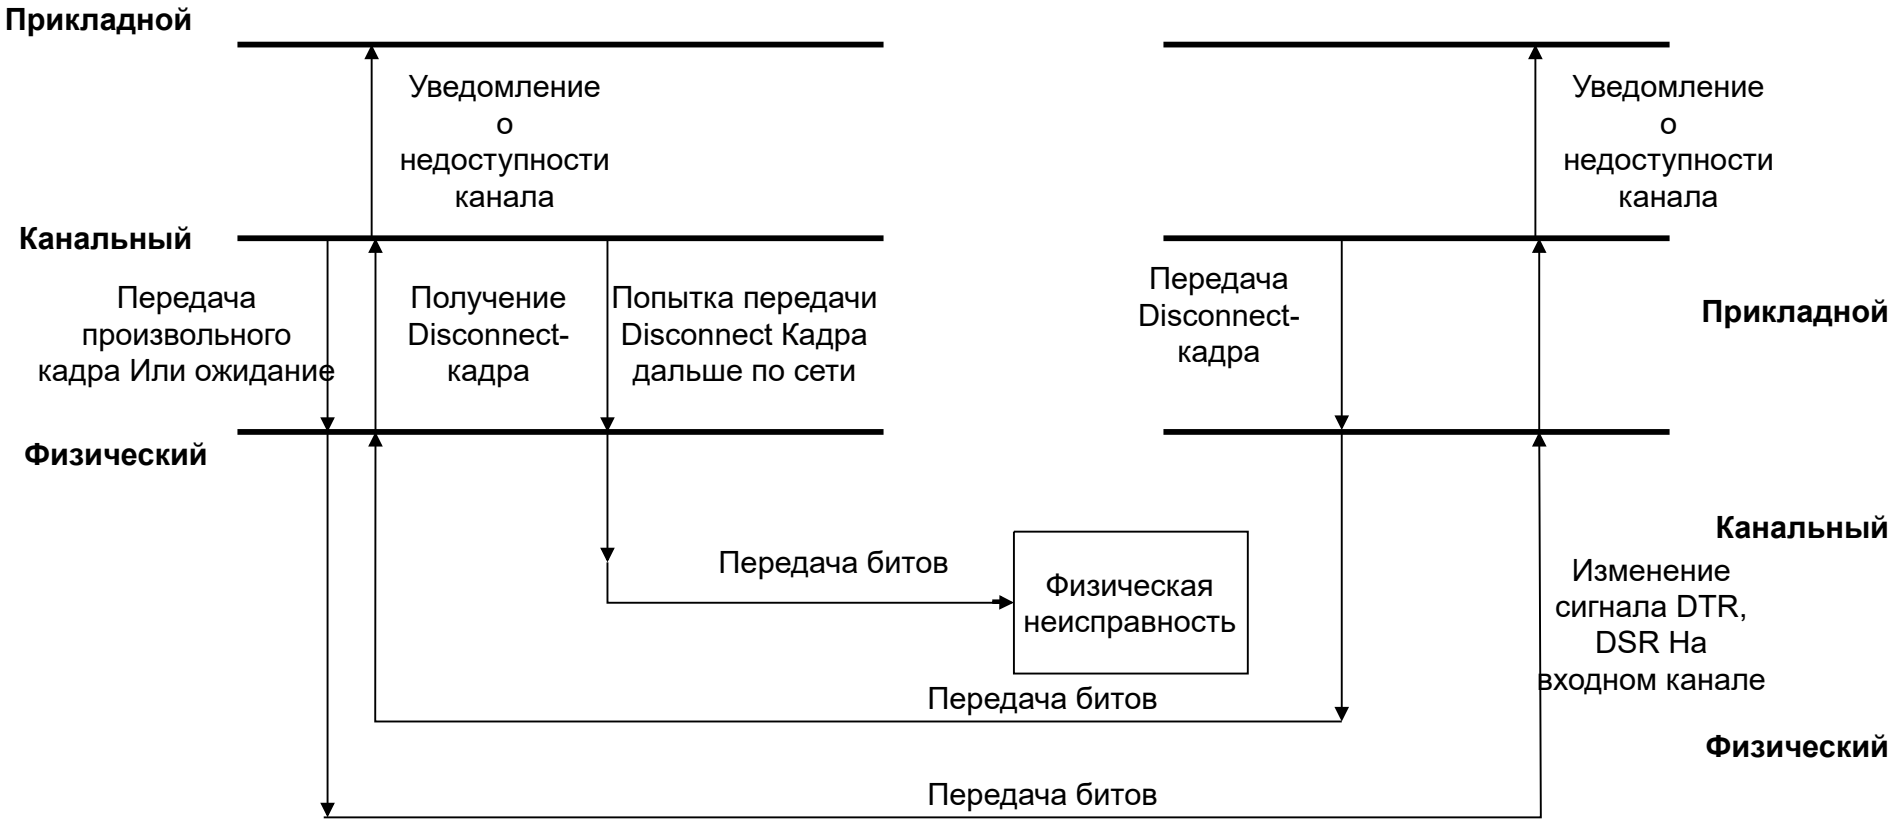 Прикладной
Уведомление
о
недоступности
канала
Уведомление
о
недоступности
канала
Канальный
Передача
произвольного
кадра Или ожидание
Получение
Disconnect-
кадра
Попытка передачи
Disconnect Кадра
дальше по сети
Передача
Disconnect-
кадра
Прикладной
Физический
Канальный
Передача битов
Физическая
неисправность
Изменение
сигнала DTR,
DSR На
входном канале
Передача битов
Физический
Передача битов